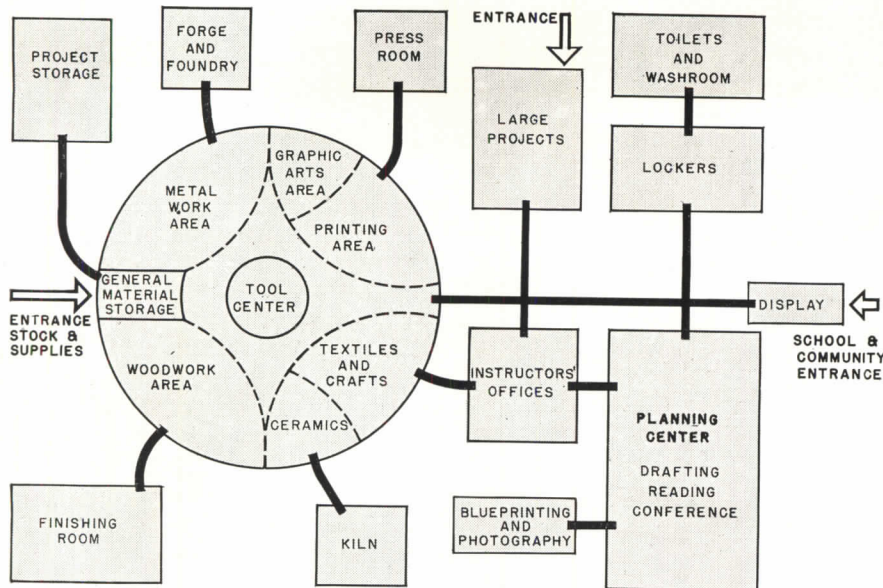 PROJECT
STORAGE
FORGE
AND
FOUNDRY
PRESS
ROOM
ENTRANCE
TOILETS
AND
WASHROOM
LARGE
PROJECTS
LOCKERS
GRAPHIC
ARTS
AREA
METAL
WORK
AREA
PRINTING
AREA
GENERAL
MATERIAL
STORAGE
TOOL
CENTER
ENTRANCE
STOCK &
SUPPLIES
DISPLAY
SCHOOL &
COMMUNITY
ENTRANCE
WOODWORK
AREA
TEXTILES
AND
CRAFTS
INSTRUCTORS'
OFFICES
CERAMICS
PLANNING
CENTER
DRAFTING
READING
CONFERENCE
FINISHING
ROOM
KILN
BLUEPRINTING
AND
PHOTOGRAPHY